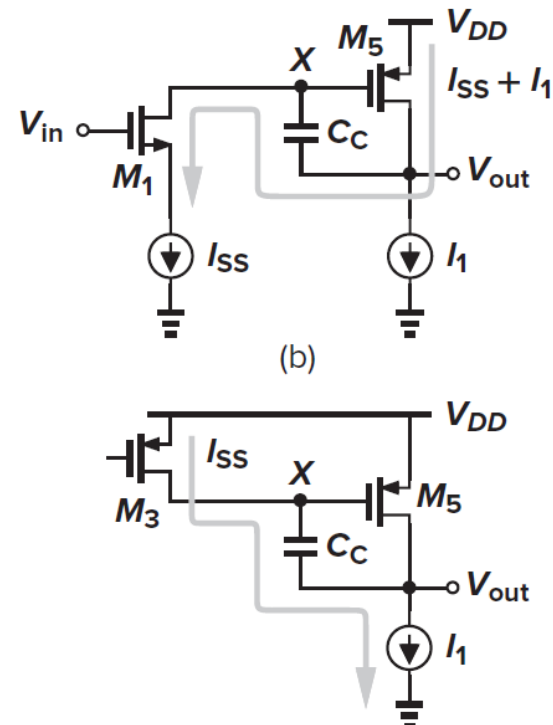 M5 VDD
X ISS + I1
Vin CC
M1 Vout
ISS I1
(b)
VDD
ISS
X M5
M3
CC
Vout
I1